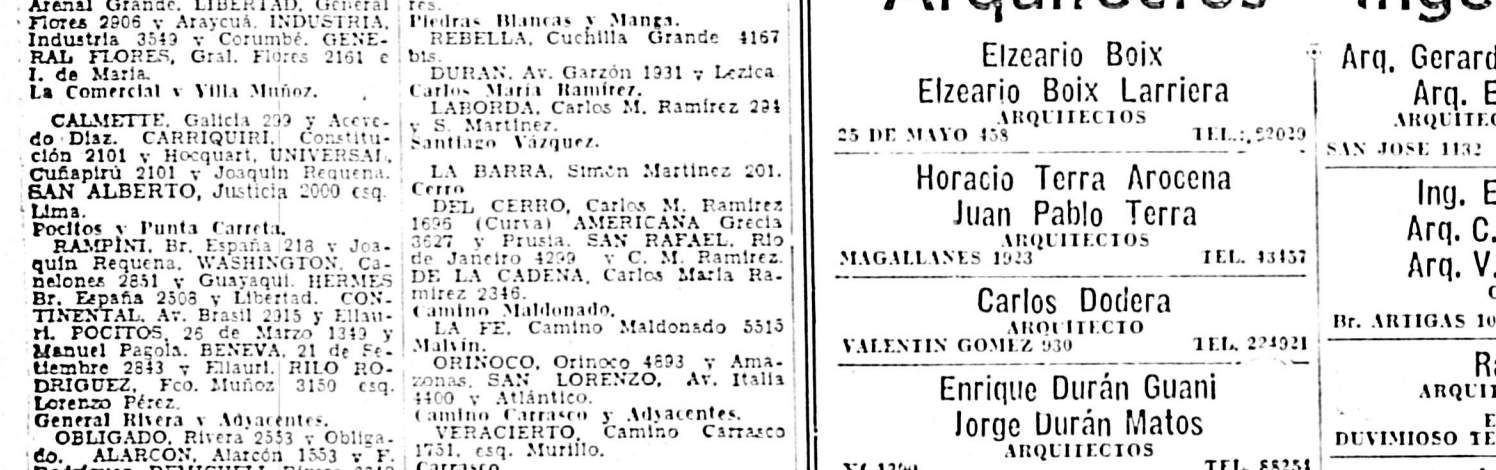 Arenal Grande. LIBERTAD, General
Flores 2906 y Araycuá. INDUSTRIA,
Industria 3549 y Corumbé. GENE-
RAL FLORES, Gral. Flores 2161 e
I. de María.
La Comercial y Villa Muñoz.
CALMETTE, Galicia 299 y Aceve-
do Díaz. CARRIQUIRI, Constitu-
ción 2101 y Hocquart, UNIVERSAL,
Cuñapirú 2101 y Joaquín Requena.
SAN ALBERTO, Justicia 2000 esq.
Lima.
Pocitos y Punta Carreta.
RAMPINI, Br. España 218 y Joa-
quín Requena. WASHINGTON, Ca-
nelones 2851 y Guayaquí. HERMES
Br. España 2508 y Libertad. CON-
TINENTAL, Av. Brasil 2915 y Ellau-
ri. POCITOS, 26 de Marzo 1349 y
Manuel Pagola. BENEVA, 21 de Se-
tiembre 2843 y Ellauri. RILO RO-
DRIGUEZ, Fco. Muñoz 3150 esq.
Lorenzo Pérez.
General Rivera y Adyacentes.
OBLIGADO, Rivera 2553 y Obliga-
do. ALARCON, Alarcón 1553 y F.
res.
Piedras Blancas y Manga.
REBELLA, Cuchilla Grande 4167
bis.
DURAN, Av. Garzón 1931 y Lezica.
Carlos María Ramírez.
LABORDA, Carlos M. Ramírez 294
y S. Martínez.
Santiago Vázquez.
LA BARRA, Simón Martínez 201.
Cerro
DEL CERRO, Carlos M. Ramírez
1696 (Curva) AMERICANA Grecia
3627 y Prusia. SAN RAFAEL, Río
de Janeiro 4299 y C. M. Ramírez.
DE LA CADENA, Carlos María Ra-
mírez 2346.
Camino Maldonado.
LA FE, Camino Maldonado 5515
Malvín.
ORINOCO, Orinoco 4893 y Ama-
zonas. SAN LORENZO, Av. Italia
4400 y Atlántico.
Camino Carrasco y Adyacentes.
VERACIERTO, Camino Carrasco
1751, esq. Murillo.
Carrasco
Elzeario Boix
Elzeario Boix Larriera
ARQUITECTOS
25 DE MAYO 458 TEL.: 82029
Horacio Terra Arocena
Juan Pablo Terra
ARQUITECTOS
MAGALLANES 1923 TEL. 43457
Carlos Dodera
ARQUITECTO
VALENTIN GOMEZ 930 TEL. 224921
Enrique Durán Guani
Jorge Durán Matos
ARQUITECTOS
TEL. 88254
Arq. Gerard
Arq. E
ARQUITEC
SAN JOSE 1132
Ing. E
Arq. C.
Arq. V.
Br. ARTIGAS 10
Ra
ARQUIT
E
DUVIMIOSO TE